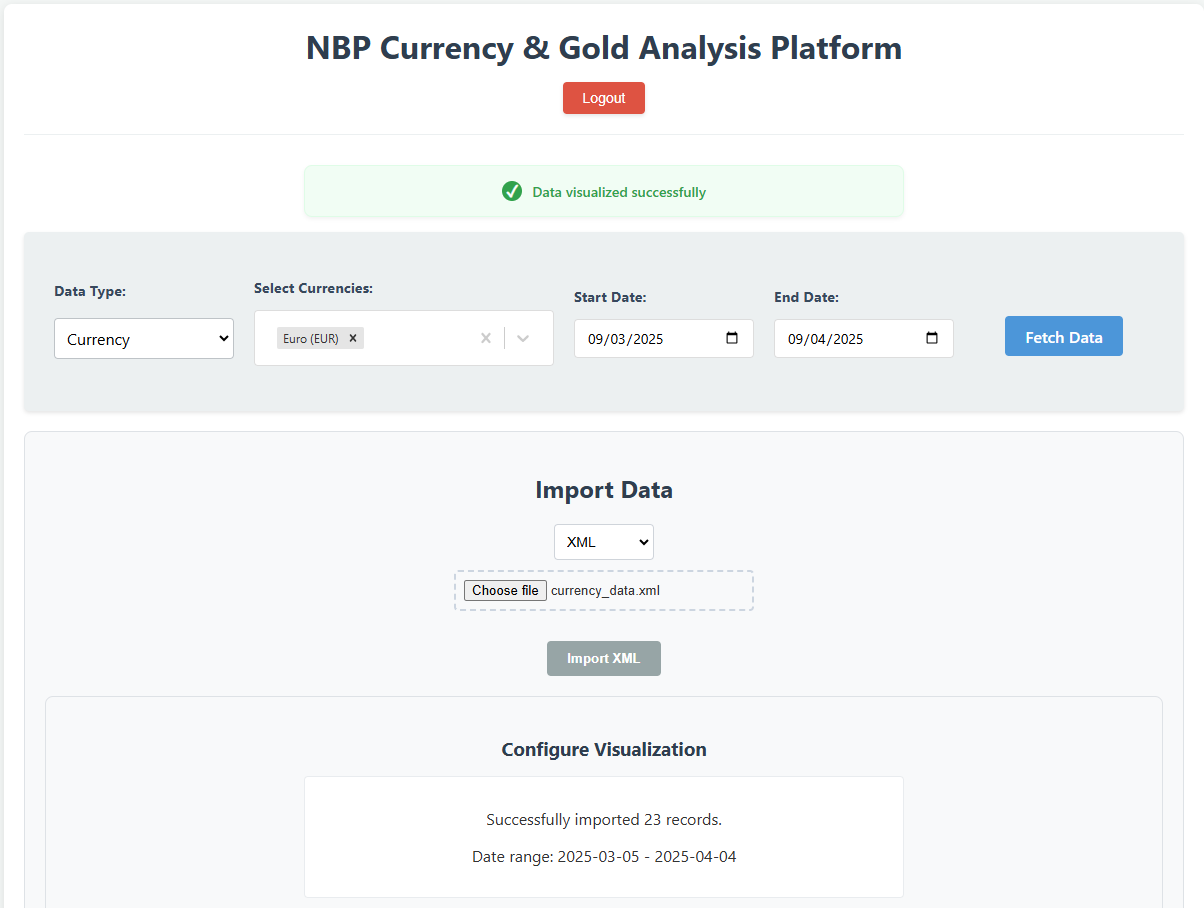 NBP Currency & Gold Analysis Platform
Logout
Data visualized successfully
Data Type:
Select Currencies:
Start Date:
End Date:
Currency
Euro (EUR)
09/03/2025
09/04/2025
Fetch Data
Import Data
XML
Choose file currency_data.xml
Import XML
Configure Visualization
Successfully imported 23 records.
Date range: 2025-03-05 - 2025-04-04